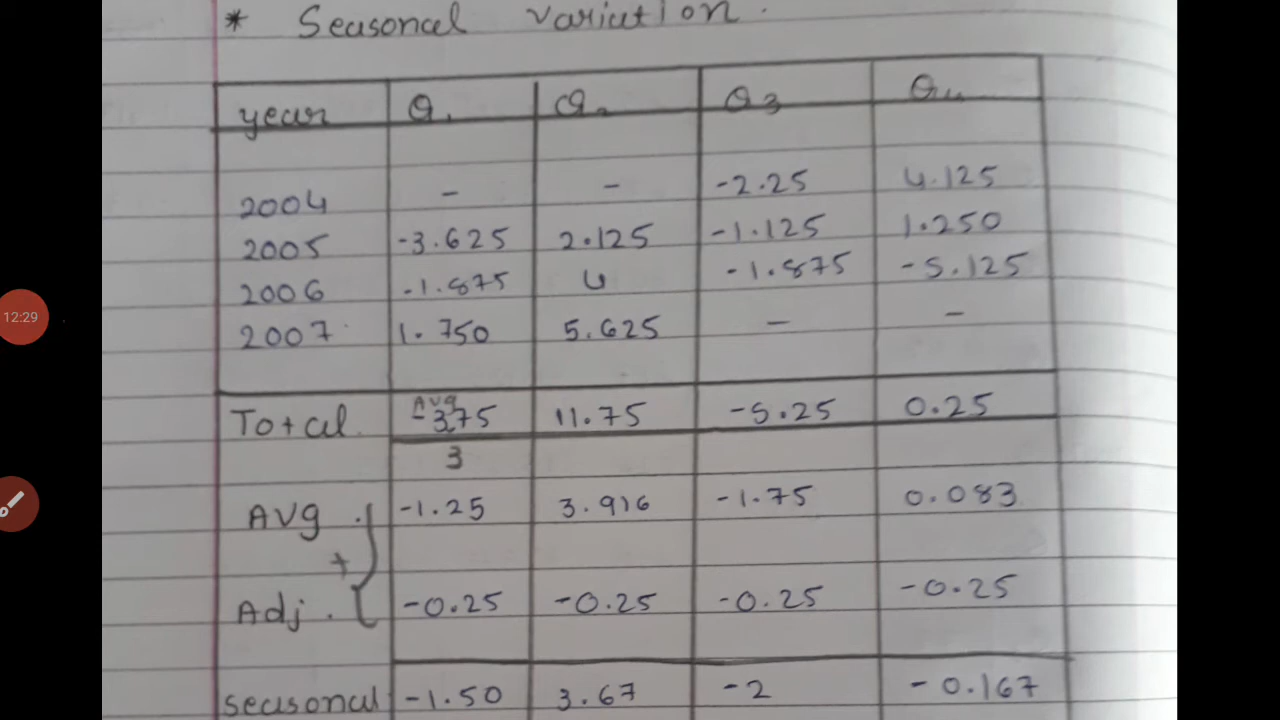 * Seasonal variation.
year Q1 Q2 Q3 Q4
2004 - - -2.25 4.125
2005 -3.625 2.125 -1.125 1.250
2006 -1.875 4 -1.875 -5.125
2007 1.750 5.625 - -
Avg
Total -3.75 11.75 -5.25 0.25
3
Avg. -1.25 3.916 -1.75 0.083
+
Adj. -0.25 -0.25 -0.25 -0.25
seasonal -1.50 3.67 -2 -0.167
12:29